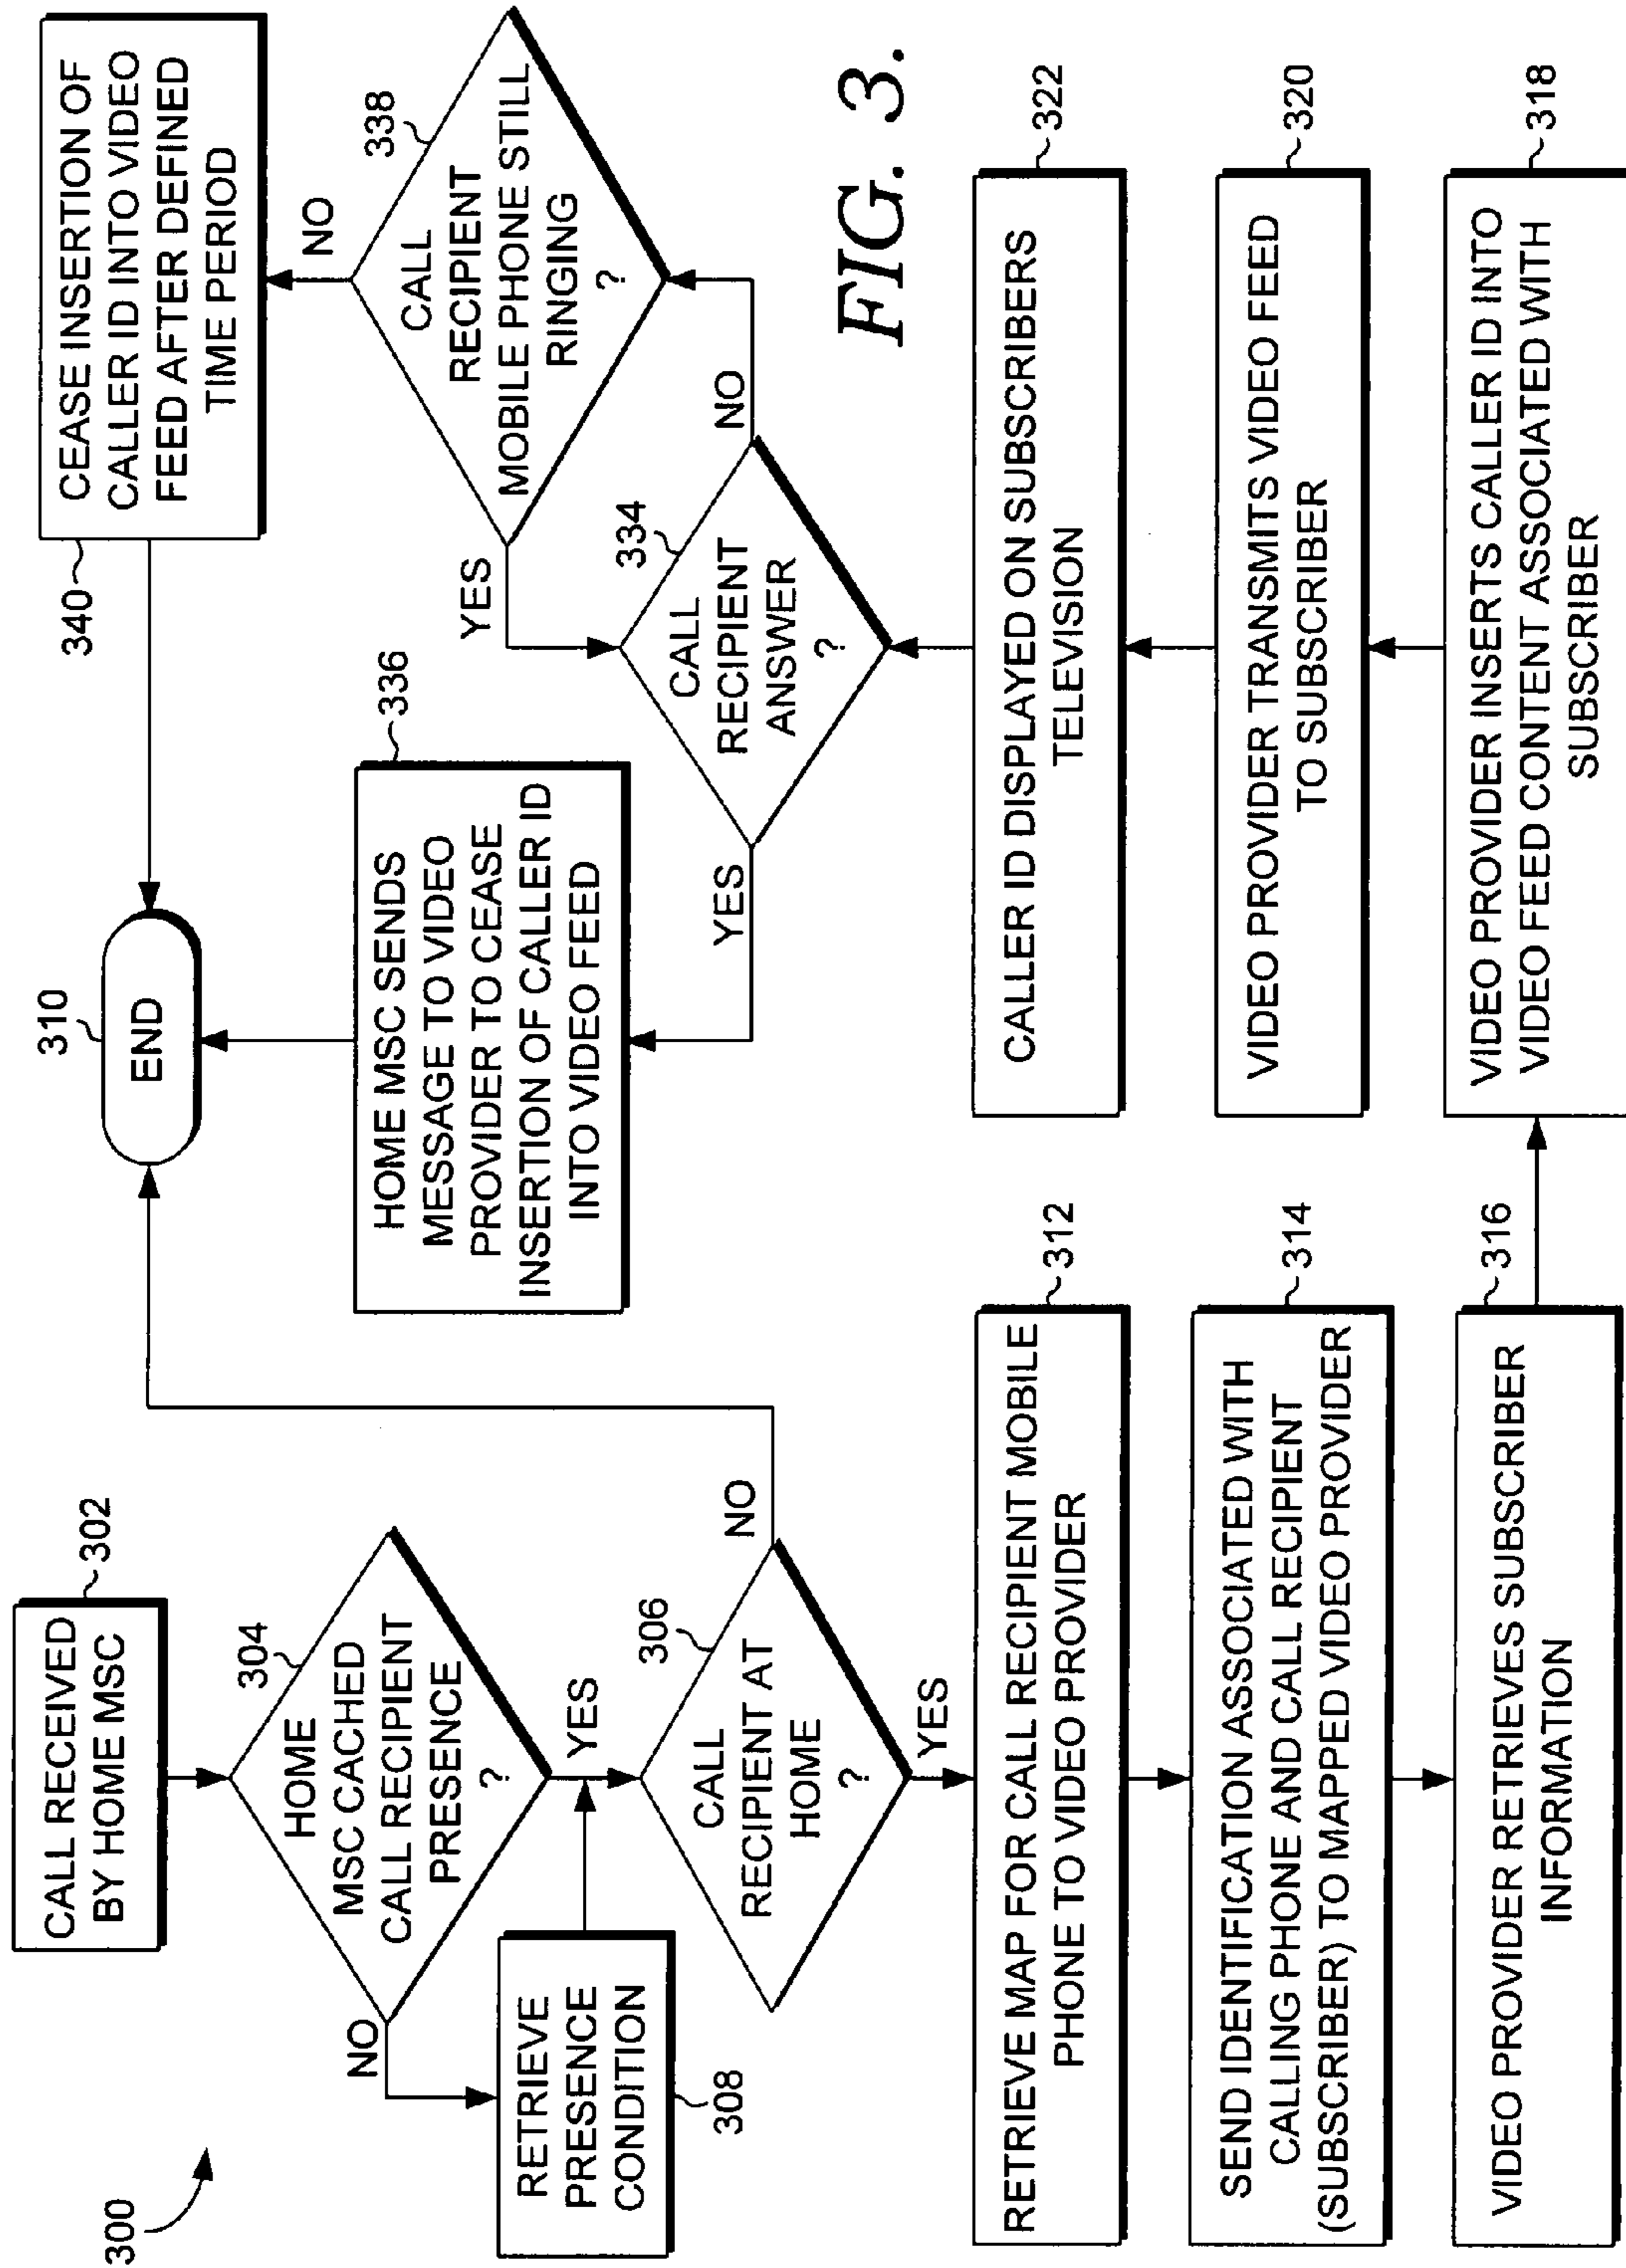 300
CALL RECEIVED
BY HOME MSC
302
HOME
MSC CACHED
CALL RECIPIENT
PRESENCE
?
304
NO
YES
RETRIEVE
PRESENCE
CONDITION
308
CALL
RECIPIENT AT
HOME
?
306
NO
YES
RETRIEVE MAP FOR CALL RECIPIENT MOBILE
PHONE TO VIDEO PROVIDER
312
SEND IDENTIFICATION ASSOCIATED WITH
CALLING PHONE AND CALL RECIPIENT
(SUBSCRIBER) TO MAPPED VIDEO PROVIDER
314
VIDEO PROVIDER RETRIEVES SUBSCRIBER
INFORMATION
316
VIDEO PROVIDER INSERTS CALLER ID INTO
VIDEO FEED CONTENT ASSOCIATED WITH
SUBSCRIBER
318
VIDEO PROVIDER TRANSMITS VIDEO FEED
TO SUBSCRIBER
320
CALLER ID DISPLAYED ON SUBSCRIBERS
TELEVISION
322
CALL
RECIPIENT
ANSWER
?
334
YES
NO
HOME MSC SENDS
MESSAGE TO VIDEO
PROVIDER TO CEASE
INSERTION OF CALLER ID
INTO VIDEO FEED
336
CALL
RECIPIENT
MOBILE PHONE STILL
RINGING
?
338
YES
NO
CEASE INSERTION OF
CALLER ID INTO VIDEO
FEED AFTER DEFINED
TIME PERIOD
340
END
310
FIG. 3.